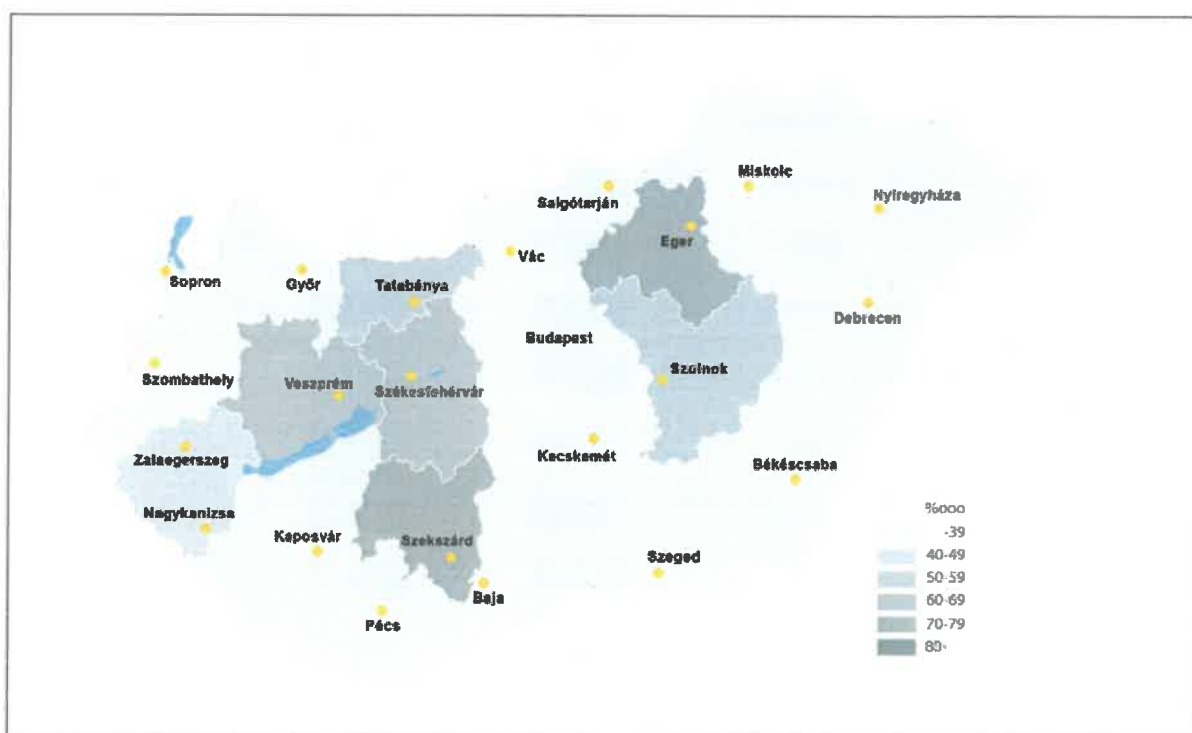 Miskolc
Salgótarján
Nyíregyháza
Eger
Vác
Sopron
Győr
Tatabánya
Debrecen
Budapest
Szombathely
Veszprém
Székesfehérvár
Szolnok
Zalaegerszeg
Kecskemét
Békéscsaba
Nagykanizsa
Kaposvár
Szekszárd
Szeged
Baja
Pécs
%ooo
-39
40-49
50-59
60-69
70-79
80-